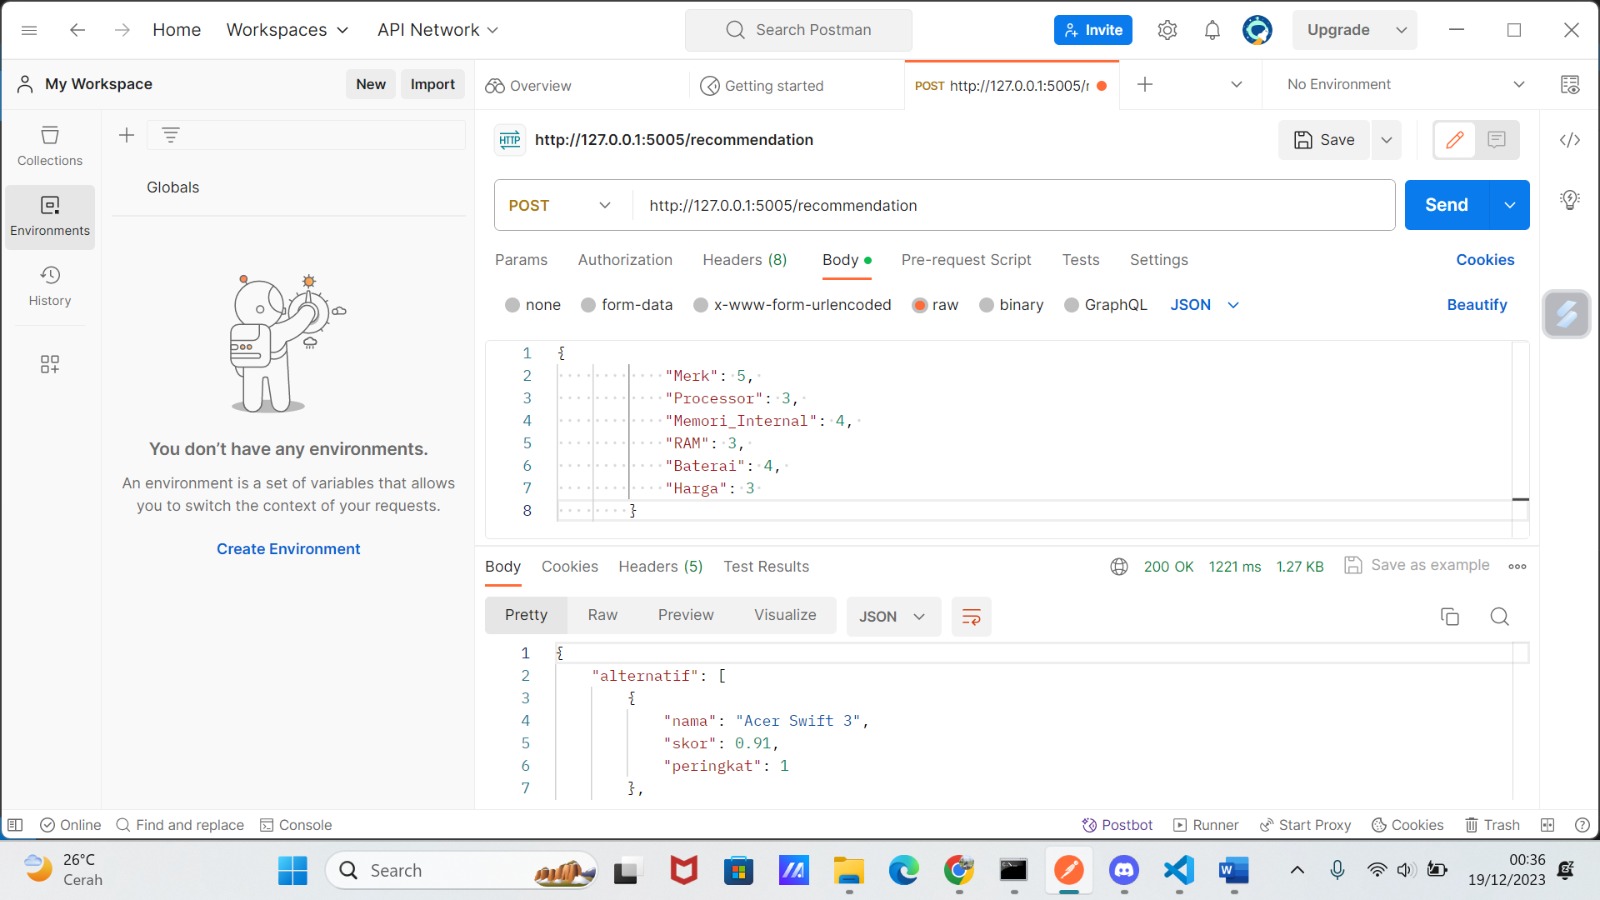 Home
Workspaces
API Network
Search Postman
Invite
Upgrade
My Workspace
New
Import
Overview
Getting started
POST http://127.0.0.1:5005/r
No Environment
Collections
Environments
History
Globals
You don't have any environments.
An environment is a set of variables that allows
you to switch the context of your requests.
Create Environment
HTTP
http://127.0.0.1:5005/recommendation
Save
POST
http://127.0.0.1:5005/recommendation
Send
Params
Authorization
Headers (8)
Body
Pre-request Script
Tests
Settings
Cookies
none
form-data
x-www-form-urlencoded
raw
binary
GraphQL
JSON
Beautify
1 {
2 "Merk": 5,
3 "Processor": 3,
4 "Memori_Internal": 4,
5 "RAM": 3,
6 "Baterai": 4,
7 "Harga": 3
8 }
Body
Cookies
Headers (5)
Test Results
200 OK
1221 ms
1.27 KB
Save as example
Pretty
Raw
Preview
Visualize
JSON
1 {
2 "alternatif": [
3 {
4 "nama": "Acer Swift 3",
5 "skor": 0.91,
6 "peringkat": 1
7 },
Online
Find and replace
Console
Postbot
Runner
Start Proxy
Cookies
Trash
26°C
Cerah
Search
W
00:36
19/12/2023